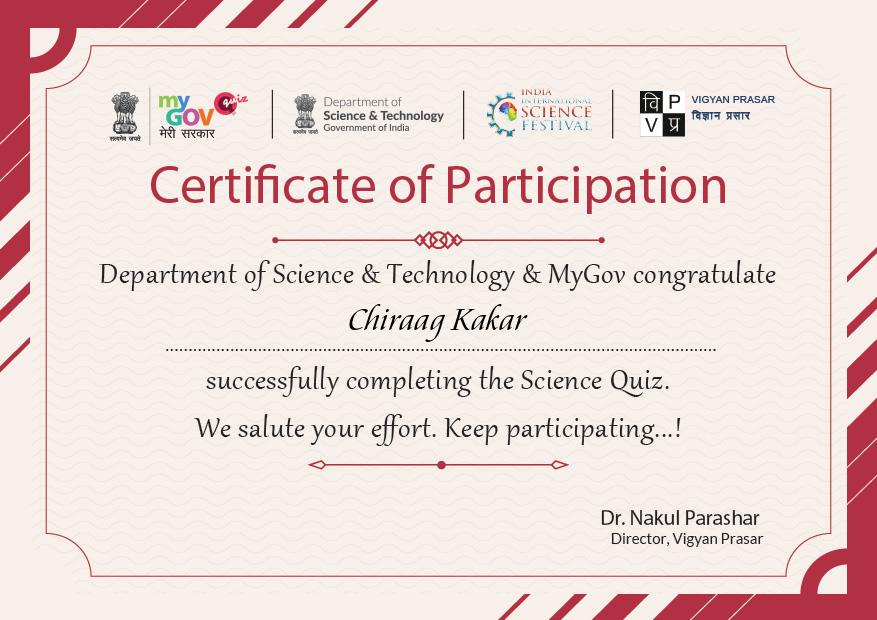 सत्यमेव जयते
my GOV quiz
मेरी सरकार
सत्यमेव जयते
Department of
Science & Technology
Government of India
INDIA
INTERNATIONAL
SCIENCE
FESTIVAL
वि P
V प्र
VIGYAN PRASAR
विज्ञान प्रसार
Certificate of Participation
Department of Science & Technology & MyGov congratulate
Chiraag Kakar
successfully completing the Science Quiz.
We salute your effort. Keep participating...!
Dr. Nakul Parashar
Director, Vigyan Prasar